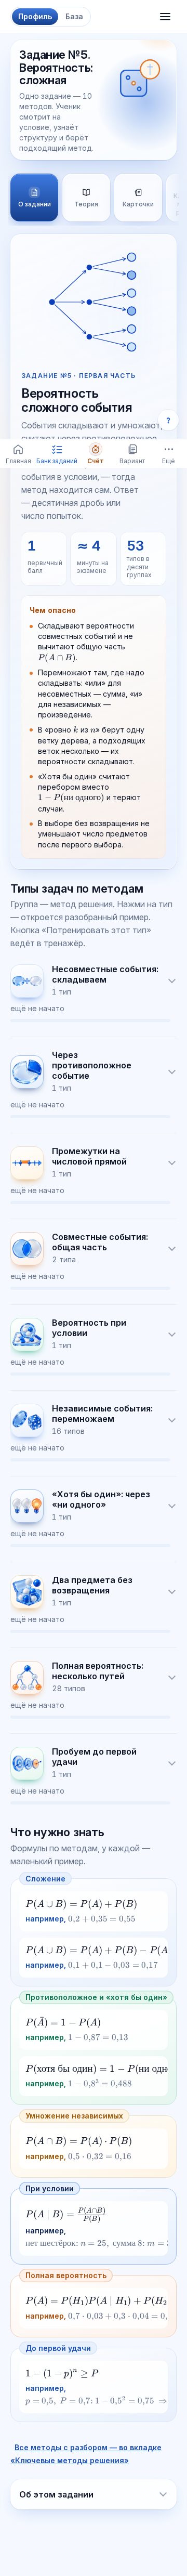 Профиль База
Задание №5.
Вероятность:
сложная
Одно задание — 10
методов. Ученик
смотрит на
условие, узнаёт
структуру и берёт
подходящий метод.
О задании
Теория
Карточки
ЗАДАНИЕ №5 · ПЕРВАЯ ЧАСТЬ
Вероятность
сложного события
События складывают и умножают,
?
Главная
Банк заданий
Счёт
Вариант
Ещё
события в условии, — тогда
метод находится сам. Ответ
— десятичная дробь или
число попыток.
1
первичный
балл
≈ 4
минуты на
экзамене
53
типов в
десяти
группах
Чем опасно
Складывают вероятности
совместных событий и не
вычитают общую часть
P(A ∩ B).
Перемножают там, где надо
складывать: «или» для
несовместных — сумма, «и»
для независимых —
произведение.
В «ровно k из n» берут одну
ветку дерева, а подходящих
веток несколько — их
вероятности складывают.
«Хотя бы один» считают
перебором вместо
1 − P(ни одного) и теряют
случаи.
В выборе без возвращения не
уменьшают число предметов
после первого выбора.
Типы задач по методам
Группа — метод решения. Нажми на тип
— откроется разобранный пример.
Кнопка «Потренировать этот тип»
ведёт в тренажёр.
Несовместные события:
складываем
1 тип
ещё не начато
Через
противоположное
событие
1 тип
ещё не начато
Промежутки на
числовой прямой
1 тип
ещё не начато
Совместные события:
общая часть
2 типа
ещё не начато
Вероятность при
условии
1 тип
ещё не начато
Независимые события:
перемножаем
16 типов
ещё не начато
«Хотя бы один»: через
«ни одного»
1 тип
ещё не начато
Два предмета без
возвращения
1 тип
ещё не начато
Полная вероятность:
несколько путей
28 типов
ещё не начато
Пробуем до первой
удачи
1 тип
ещё не начато
Что нужно знать
Формулы по методам, у каждой —
маленький пример.
Сложение
P(A ∪ B) = P(A) + P(B)
например, 0,2 + 0,35 = 0,55
P(A ∪ B) = P(A) + P(B) − P(A
например, 0,1 + 0,1 − 0,03 = 0,17
Противоположное и «хотя бы один»
P(Ā) = 1 − P(A)
например, 1 − 0,87 = 0,13
P(хотя бы один) = 1 − P(ни одн
например, 1 − 0,8³ = 0,488
Умножение независимых
P(A ∩ B) = P(A) · P(B)
например, 0,5 · 0,32 = 0,16
При условии
P(A | B) = P(A∩B)/P(B)
например,
нет шестёрок: n = 25, сумма 8: m =
Полная вероятность
P(A) = P(H₁)P(A | H₁) + P(H₂
например, 0,7 · 0,03 + 0,3 · 0,04 = 0,
До первой удачи
1 − (1 − p)ⁿ ≥ P
например,
p = 0,5, P = 0,7: 1 − 0,5² = 0,75 ⇒
Все методы с разбором — во вкладке
«Ключевые методы решения»
Об этом задании